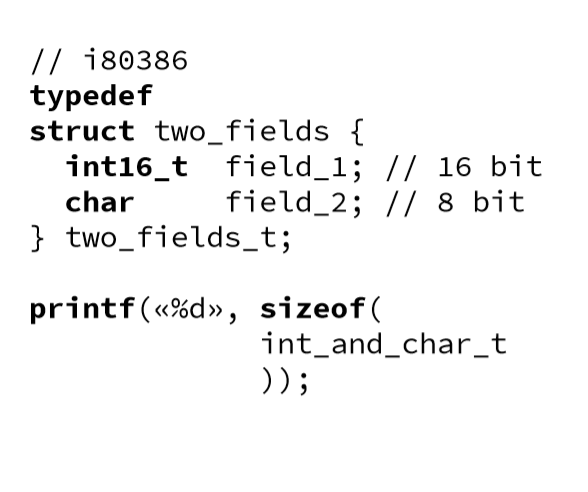 // i80386
typedef
struct two_fields {
  int16_t  field_1; // 16 bit
  char     field_2; // 8 bit
} two_fields_t;

printf(«%d», sizeof(
             int_and_char_t
             ));